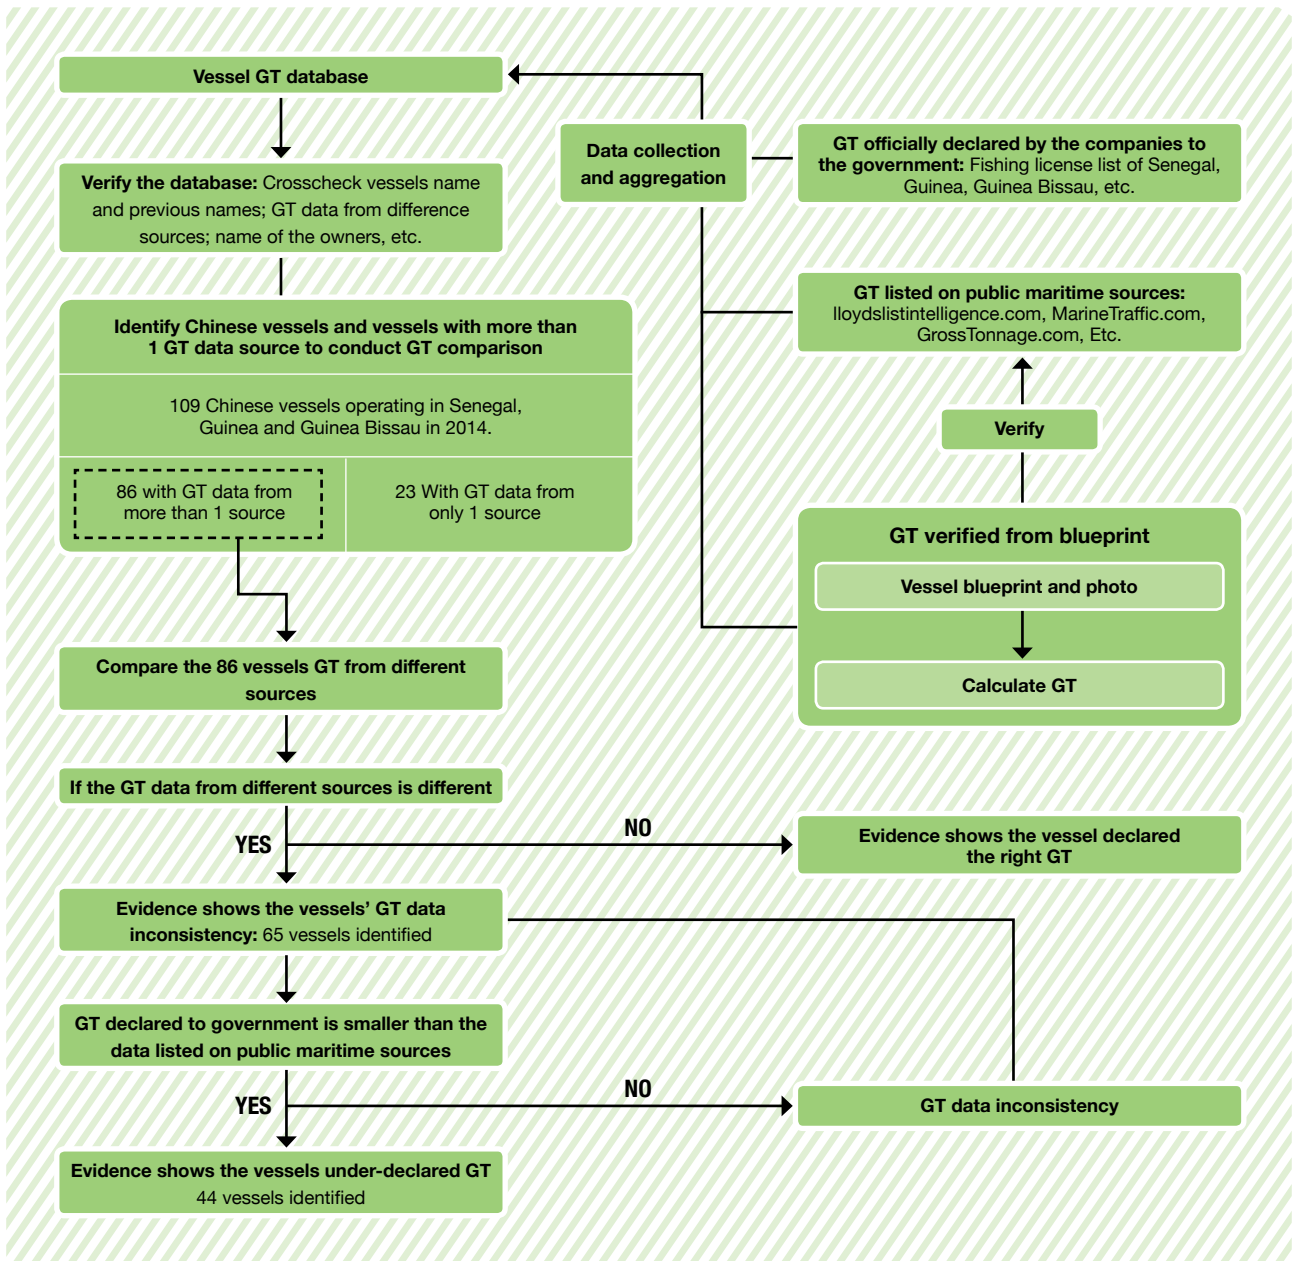 Vessel GT database
Data collection
and aggregation
GT officially declared by the companies to
the government: Fishing license list of Senegal,
Guinea, Guinea Bissau, etc.
Verify the database: Crosscheck vessels name
and previous names; GT data from difference
sources; name of the owners, etc.
GT listed on public maritime sources:
lloydslistintelligence.com, MarineTraffic.com,
GrossTonnage.com, Etc.
Identify Chinese vessels and vessels with more than
1 GT data source to conduct GT comparison
109 Chinese vessels operating in Senegal,
Guinea and Guinea Bissau in 2014.
86 with GT data from
more than 1 source
23 With GT data from
only 1 source
Verify
GT verified from blueprint
Vessel blueprint and photo
Calculate GT
Compare the 86 vessels GT from different
sources
If the GT data from different sources is different
YES
NO
Evidence shows the vessel declared
the right GT
Evidence shows the vessels’ GT data
inconsistency: 65 vessels identified
GT declared to government is smaller than the
data listed on public maritime sources
YES
NO
GT data inconsistency
Evidence shows the vessels under-declared GT
44 vessels identified